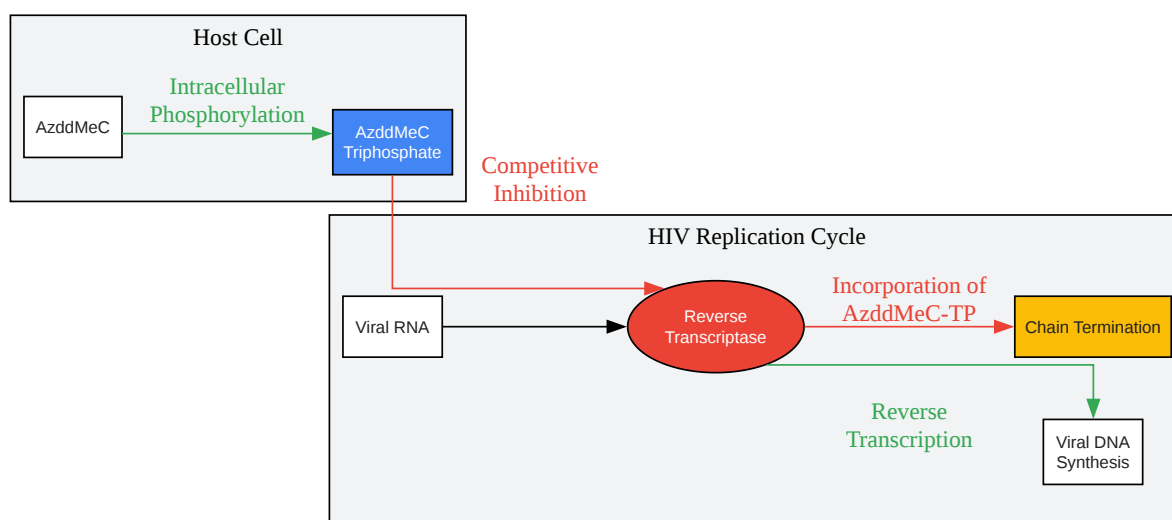 Host Cell
Intracellular
Phosphorylation
AzddMeC
AzddMeC
Triphosphate
Competitive
Inhibition
HIV Replication Cycle
Viral RNA
Reverse
Transcriptase
Incorporation of
AzddMeC-TP
Chain Termination
Reverse
Transcription
Viral DNA
Synthesis